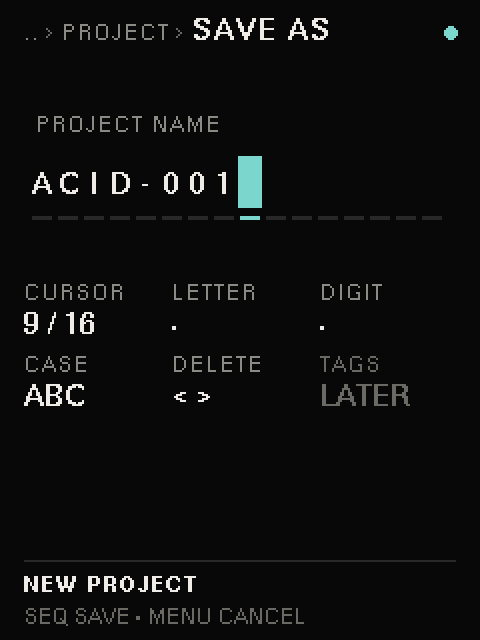 ..> PROJECT> SAVE AS
PROJECT NAME
ACID-001
CURSOR LETTER DIGIT
9/16 . .
CASE DELETE TAGS
ABC < > LATER
NEW PROJECT
SEQ SAVE • MENU CANCEL